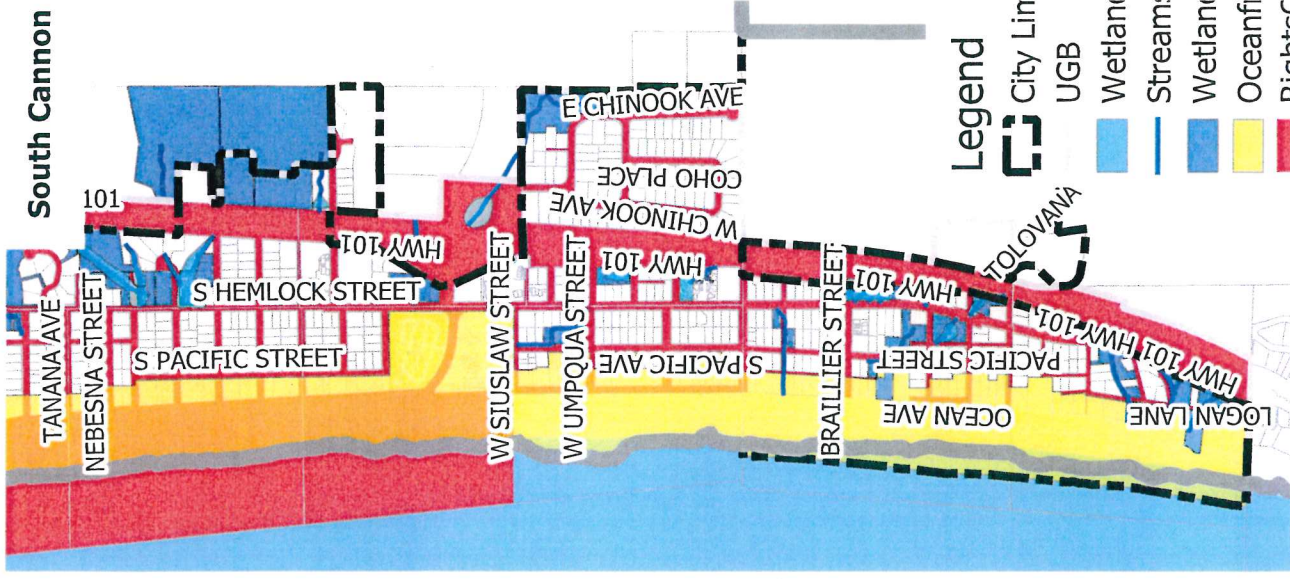 South Cannon
101
TANANA AVE
NEBESNA STREET
S HEMLOCK STREET
S PACIFIC STREET
HWY 101
W SIUSLAW STREET
W UMPQUA STREET
E CHINOOK AVE
COHO PLACE
W CHINOOK AVE
HWY 101
S PACIFIC AVE
BRAILLIER STREET
HWY 101
TOLOVANA
PACIFIC STREET
OCEAN AVE
HWY 101
HWY 101
LOGAN LANE
Legend
City Lim
UGB
Wetlan
Streams
Wetlan
Oceanf